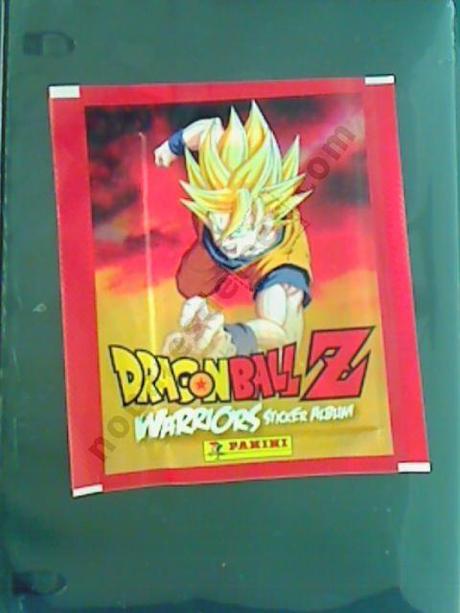 DRAGON BALL Z
WARRIORS STICKER ALBUM
PANINI